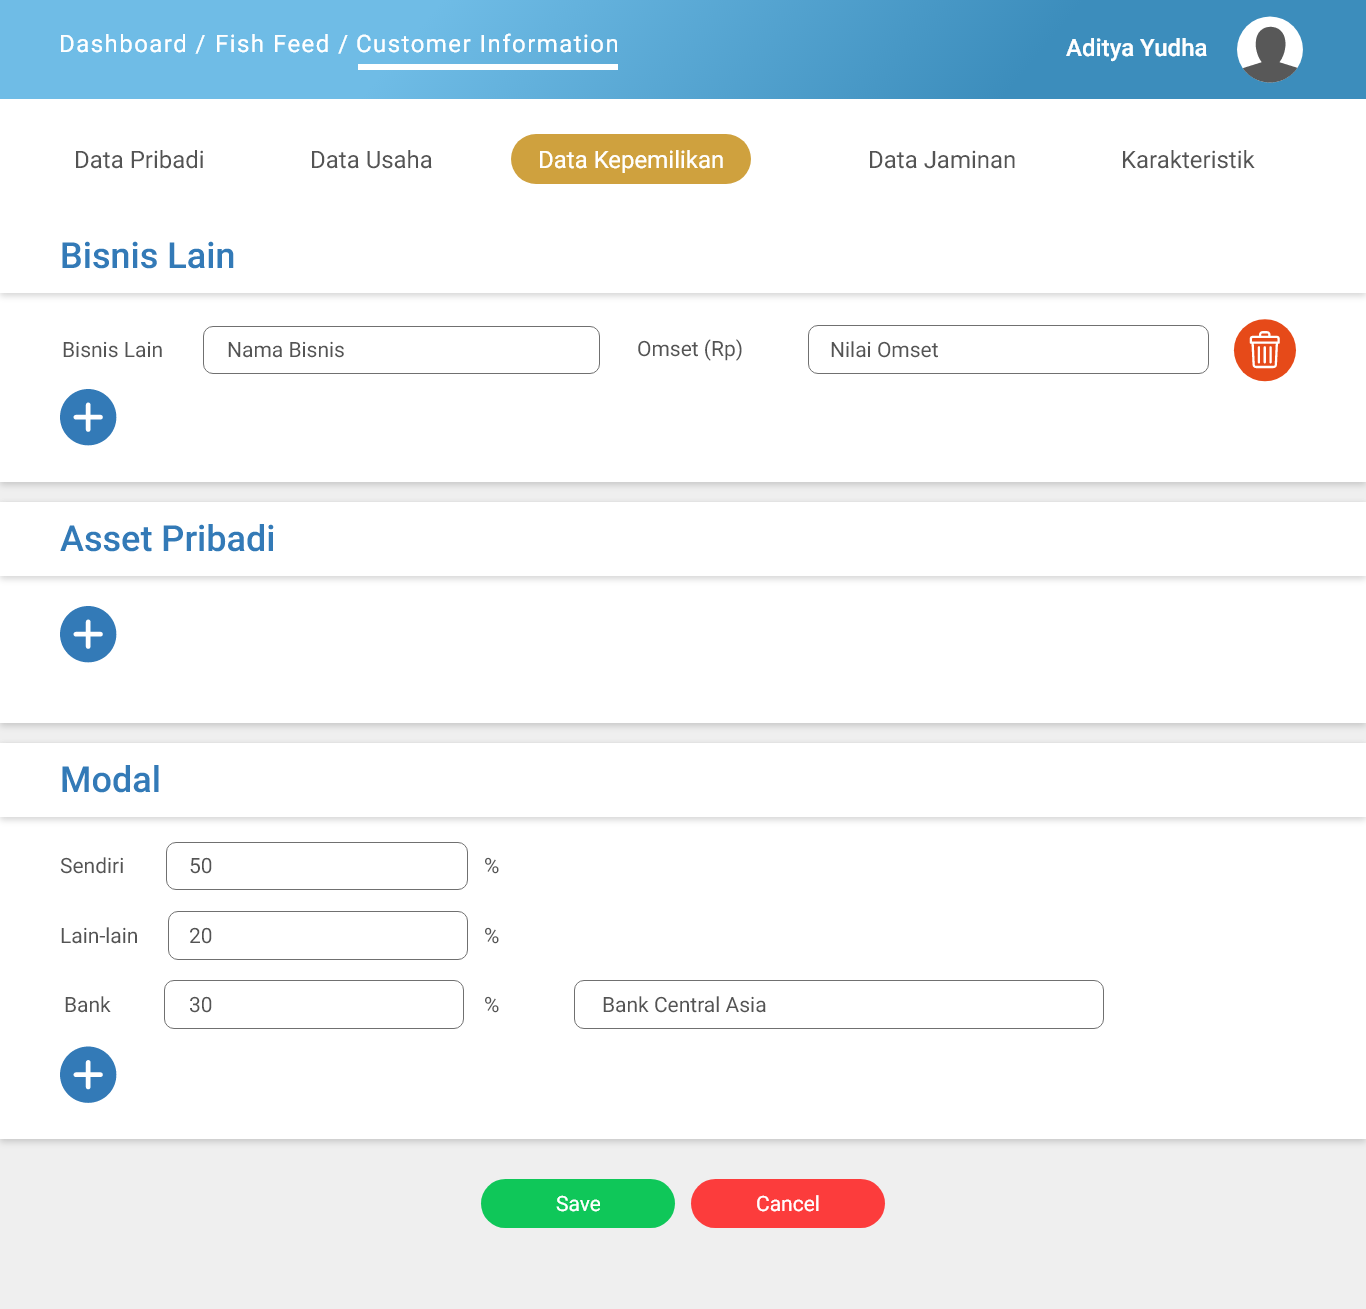 Dashboard / Fish Feed / Customer Information
Aditya Yudha
Data Pribadi
Data Usaha
Data Kepemilikan
Data Jaminan
Karakteristik
Bisnis Lain
Bisnis Lain
Nama Bisnis
Omset (Rp)
Nilai Omset
Asset Pribadi
Modal
Sendiri
50
%
Lain-lain
20
%
Bank
30
%
Bank Central Asia
Save
Cancel